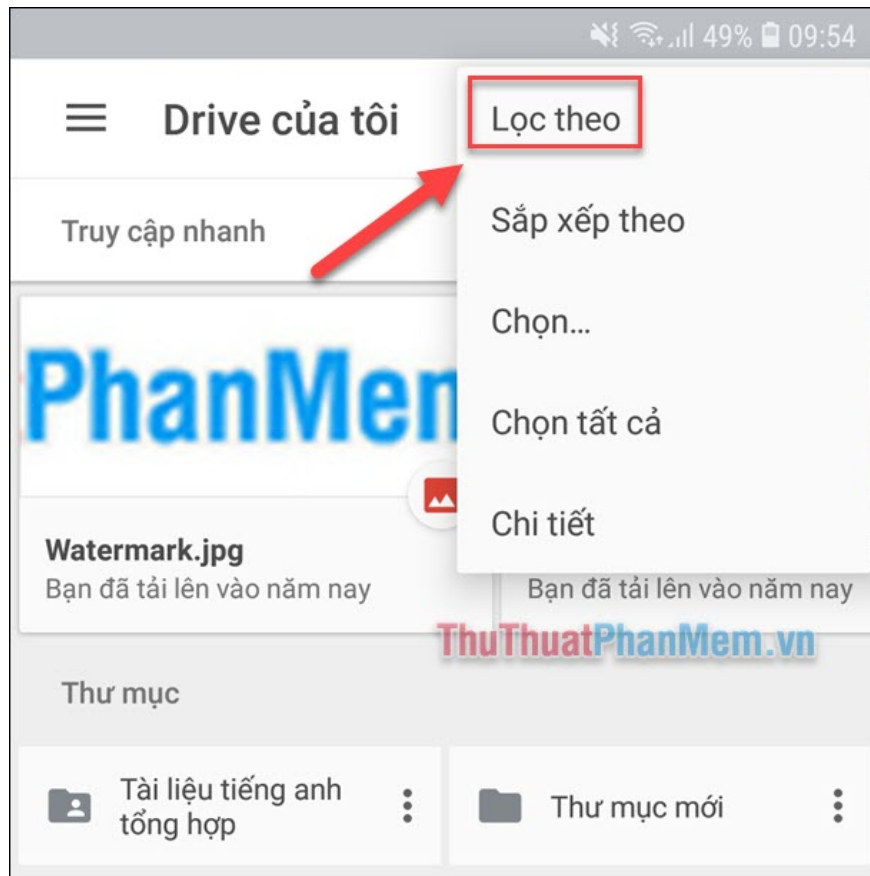 49% 09:54
Drive của tôi
Lọc theo
Truy cập nhanh
Sắp xếp theo
Chọn...
Chọn tất cả
Chi tiết
PhanMem
Watermark.jpg
Bạn đã tải lên vào năm nay
Bạn đã tải lên vào năm nay
ThuThuatPhanMem.vn
Thư mục
Tài liệu tiếng anh
tổng hợp
Thư mục mới